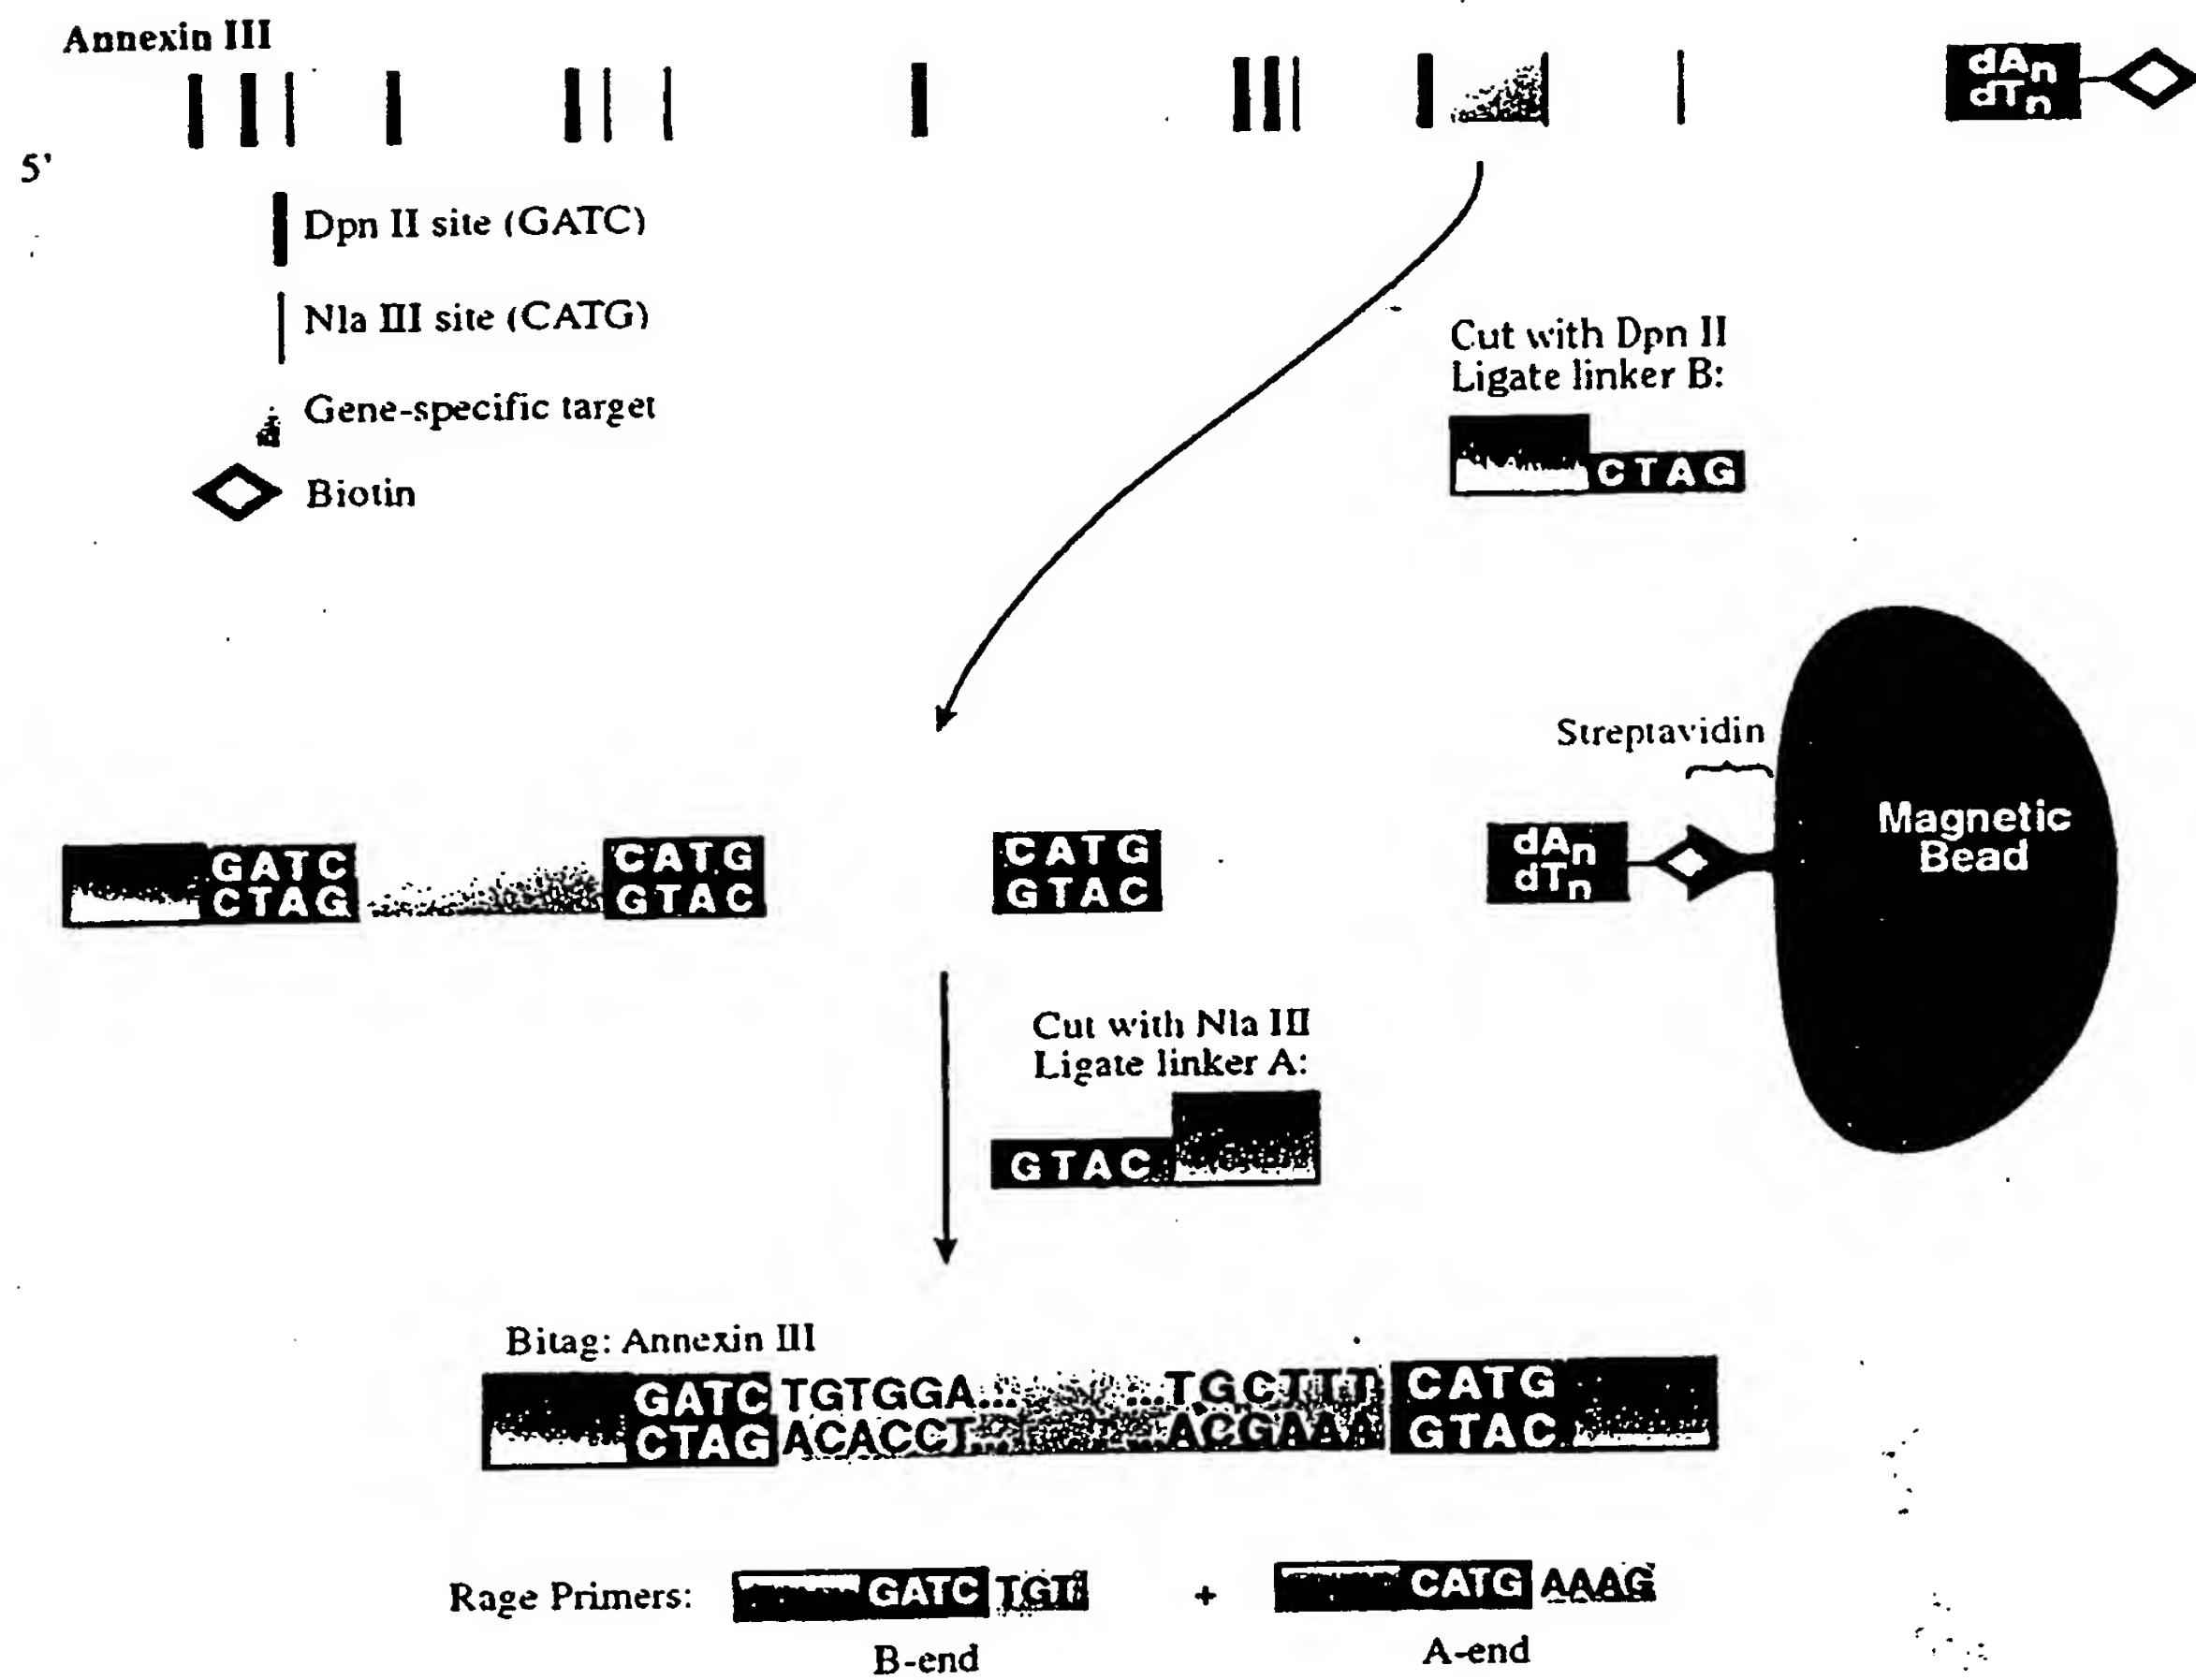 Annexin III
dAn
dTn
5'
Dpn II site (GATC)
Nla III site (CATG)
Gene-specific target
Biotin
Cut with Dpn II
Ligate linker B:
CTAG
Streptavidin
Magnetic
Bead
GATC
CTAG
CATG
GTAC
CATG
GTAC
dAn
dTn
Cut with Nla III
Ligate linker A:
GTAC
Bitag: Annexin III
GATC TGTGGA... ...TGCTTT CATG
CTAG ACACCT ACGAAA GTAC
Rage Primers: GATC TGT + CATG AAAG
B-end A-end